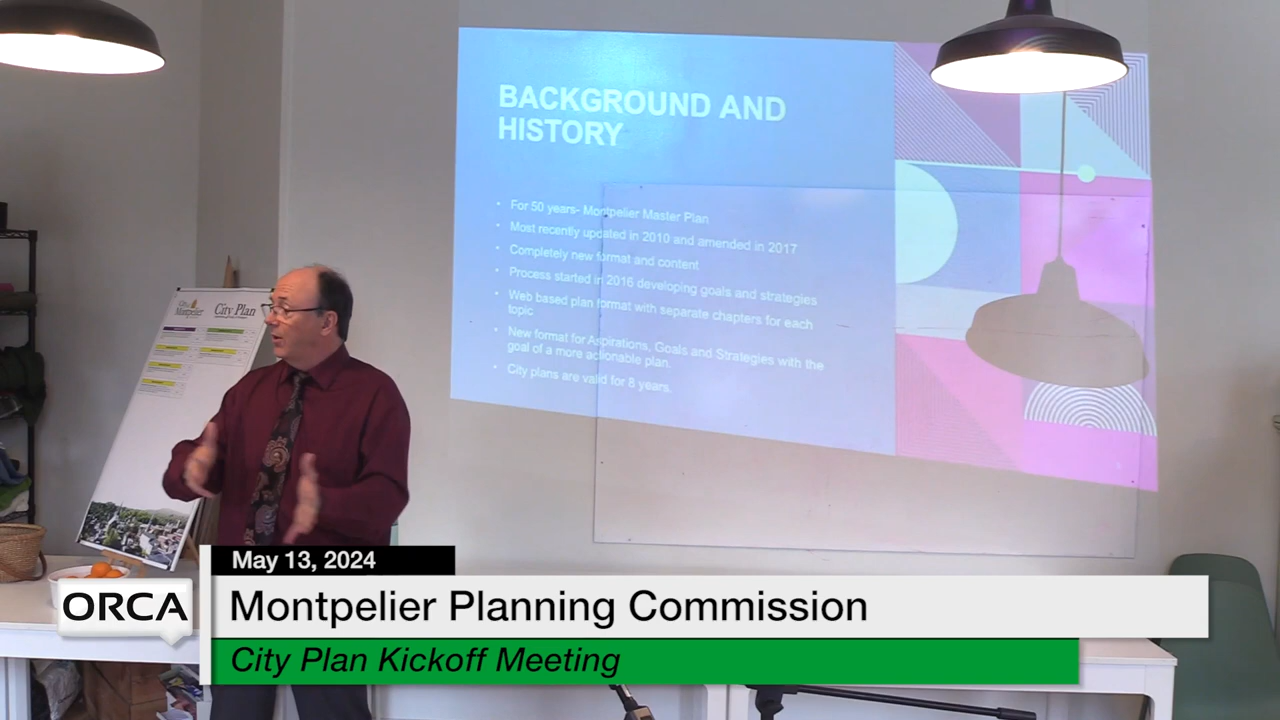 BACKGROUND AND
HISTORY
• For 50 years- Montpelier Master Plan
• Most recently updated in 2010 and amended in 2017
• Completely new format and content
• Process started in 2016 developing goals and strategies
• Web based plan format with separate chapters for each
topic
• New format for Aspirations, Goals and Strategies with the
goal of a more actionable plan.
• City plans are valid for 8 years.
Montpelier
City Plan
May 13, 2024
ORCA
Montpelier Planning Commission
City Plan Kickoff Meeting